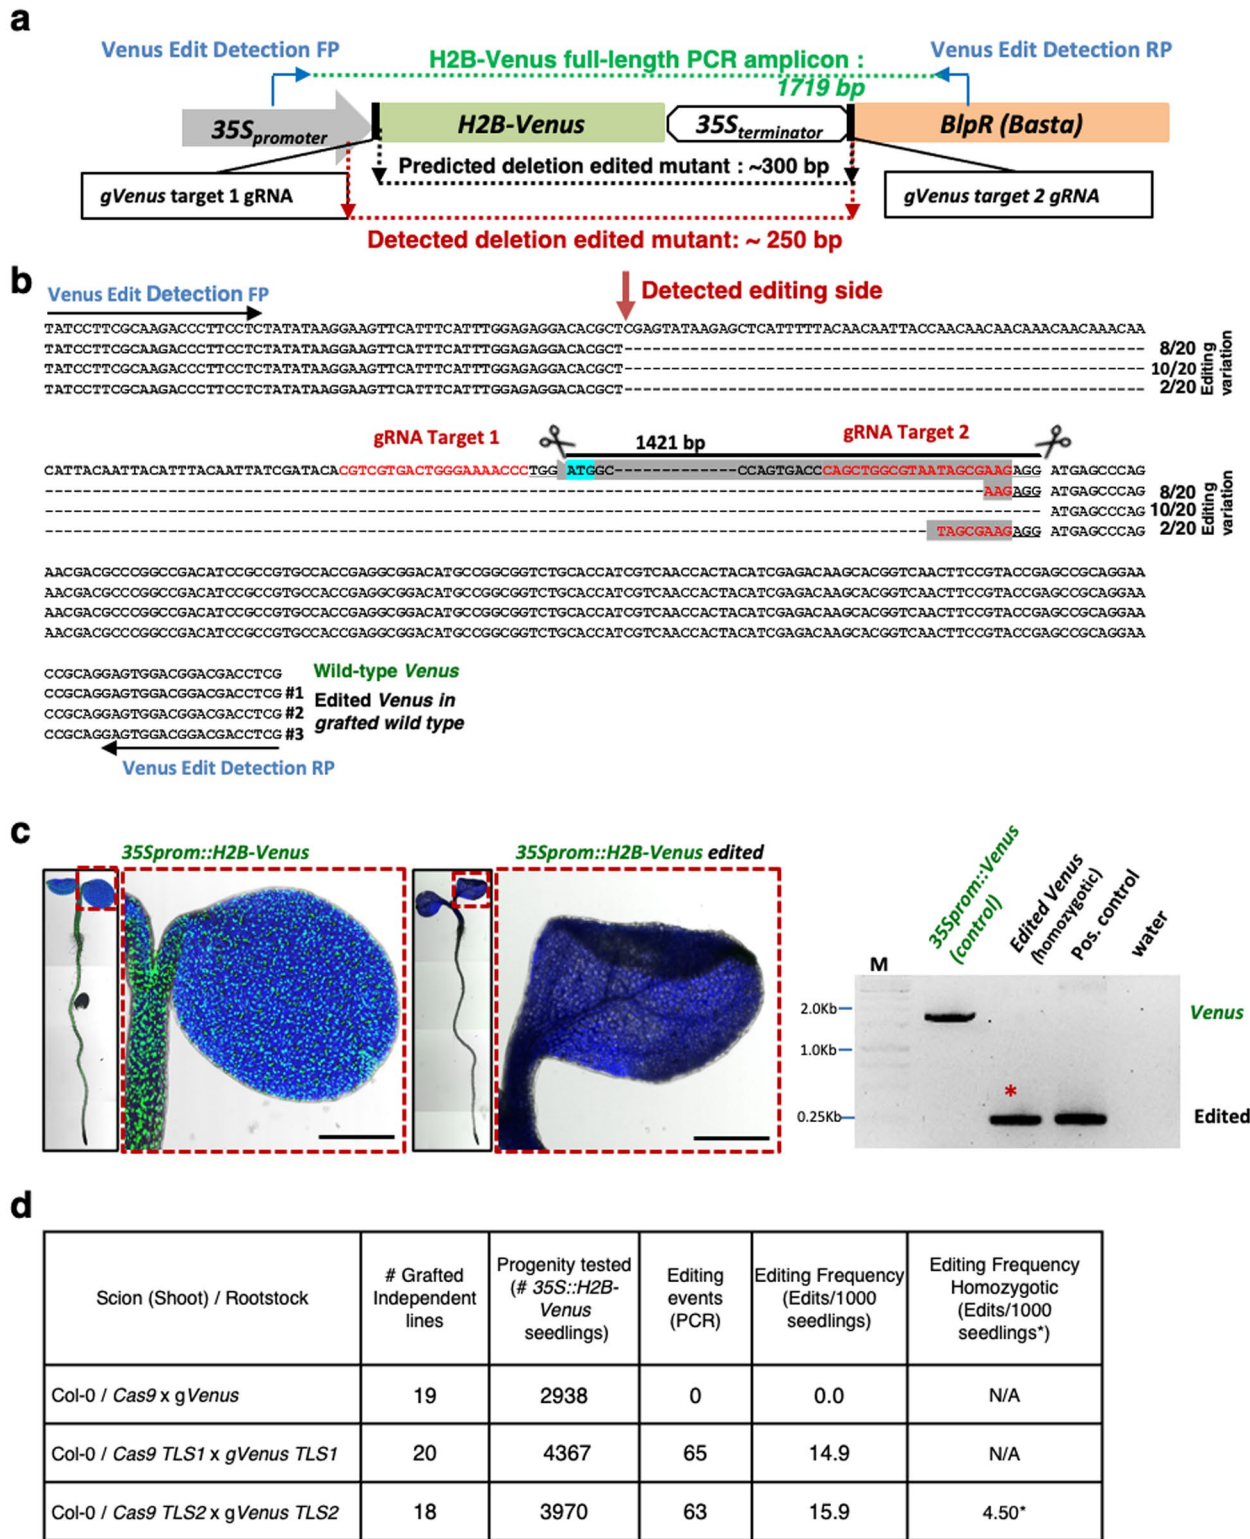 a
Venus Edit Detection FP
Venus Edit Detection RP
H2B-Venus full-length PCR amplicon :
1719 bp
35Spromoter
H2B-Venus
35Sterminator
BlpR (Basta)
Predicted deletion edited mutant : ~300 bp
gVenus target 1 gRNA
gVenus target 2 gRNA
Detected deletion edited mutant: ~ 250 bp
b
Venus Edit Detection FP
Detected editing side
TATCCTTCGCAAGACCCTTCCTCTATATAAGGAAGTTCATTTCATTTGGAGAGGACACGCTCGAGTATAAGAGCTCATTTTTACAACAATTACCAACAACAACAAACAACAAACAA
TATCCTTCGCAAGACCCTTCCTCTATATAAGGAAGTTCATTTCATTTGGAGAGGACACGCT-------------------------------------------------------- 8/20
TATCCTTCGCAAGACCCTTCCTCTATATAAGGAAGTTCATTTCATTTGGAGAGGACACGCT-------------------------------------------------------- 10/20
TATCCTTCGCAAGACCCTTCCTCTATATAAGGAAGTTCATTTCATTTGGAGAGGACACGCT-------------------------------------------------------- 2/20
Editing variation
gRNA Target 1
1421 bp
gRNA Target 2
CATTACAATTACATTTACAATTATCGATACACGTCGTGACTGGGAAAACCCTGG ATGGC-------------CCAGTGACCCAGCTGGCGTAATAGCGAAGAGG ATGAGCCCAG
---------------------------------------------------------------------------------------------------AAGAGG ATGAGCCCAG 8/20
--------------------------------------------------------------------------------------------------------- ATGAGCCCAG 10/20
--------------------------------------------------------------------------------------------- TAGCGAAGAGG ATGAGCCCAG 2/20
Editing variation
AACGACGCCCGGCCGACATCCGCCGTGCCACCGAGGCGGACATGCCGGCGGTCTGCACCATCGTCAACCACTACATCGAGACAAGCACGGTCAACTTCCGTACCGAGCCGCAGGAA
AACGACGCCCGGCCGACATCCGCCGTGCCACCGAGGCGGACATGCCGGCGGTCTGCACCATCGTCAACCACTACATCGAGACAAGCACGGTCAACTTCCGTACCGAGCCGCAGGAA
AACGACGCCCGGCCGACATCCGCCGTGCCACCGAGGCGGACATGCCGGCGGTCTGCACCATCGTCAACCACTACATCGAGACAAGCACGGTCAACTTCCGTACCGAGCCGCAGGAA
AACGACGCCCGGCCGACATCCGCCGTGCCACCGAGGCGGACATGCCGGCGGTCTGCACCATCGTCAACCACTACATCGAGACAAGCACGGTCAACTTCCGTACCGAGCCGCAGGAA
CCGCAGGAGTGGACGGACGACCTCG Wild-type Venus
CCGCAGGAGTGGACGGACGACCTCG #1 Edited Venus in
CCGCAGGAGTGGACGGACGACCTCG #2 grafted wild type
CCGCAGGAGTGGACGGACGACCTCG #3
Venus Edit Detection RP
c
35Sprom::H2B-Venus
35Sprom::H2B-Venus edited
M
35Sprom::Venus
(control)
Edited Venus
(homozygotic)
Pos. control
water
2.0Kb
1.0Kb
0.25Kb
*
Venus
Edited
d
Scion (Shoot) / Rootstock
# Grafted
Independent
lines
Progenity tested
(# 35S::H2B-
Venus
seedlings)
Editing
events
(PCR)
Editing Frequency
(Edits/1000
seedlings)
Editing Frequency
Homozygotic
(Edits/1000
seedlings*)
Col-0 / Cas9 x gVenus 19 2938 0 0.0 N/A
Col-0 / Cas9 TLS1 x gVenus TLS1 20 4367 65 14.9 N/A
Col-0 / Cas9 TLS2 x gVenus TLS2 18 3970 63 15.9 4.50*